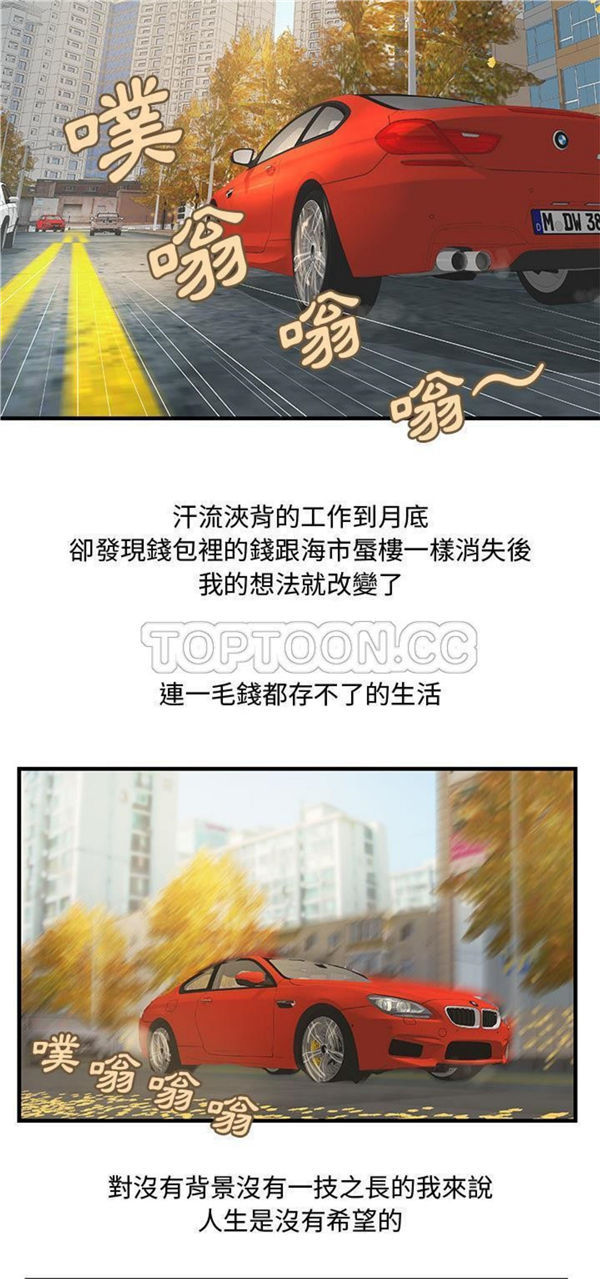 噗
嗡
嗡
嗡～
M DW 38
汗流浹背的工作到月底
卻發現錢包裡的錢跟海市蜃樓一樣消失後
我的想法就改變了
TOPTOON.CC
連一毛錢都存不了的生活
噗嗡嗡嗡
對沒有背景沒有一技之長的我來說
人生是沒有希望的